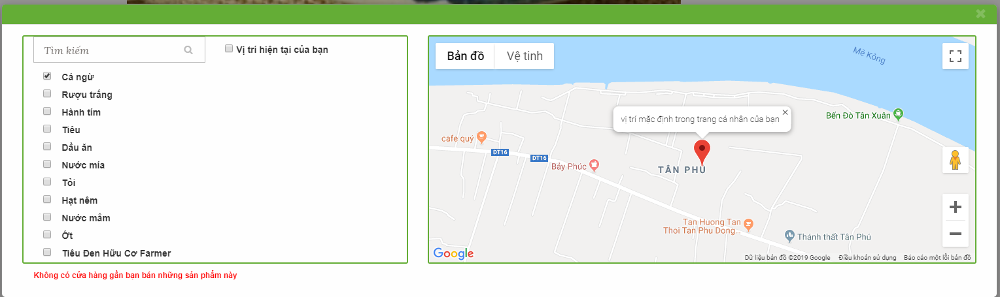 Tìm kiếm
Vị trí hiện tại của bạn
Cá ngừ
Rượu trắng
Hành tím
Tiêu
Dầu ăn
Nước mía
Tỏi
Hạt nêm
Nước mắm
Ớt
Tiêu Đen Hữu Cơ Farmer
Không có cửa hàng gần bạn bán những sản phẩm này
Bản đồ
Vệ tinh
Mê Kông
vị trí mặc định trong trang cá nhân của bạn
Bến Đò Tân Xuân
cafe quý
DT16
DT16
Bảy Phúc
TÂN PHÚ
Tan Huong Tan
Thoi Tan Phu Dong...
Thánh thất Tân Phú
Google
Dữ liệu bản đồ ©2019 Google
Điều khoản sử dụng
Báo cáo một lỗi bản đồ